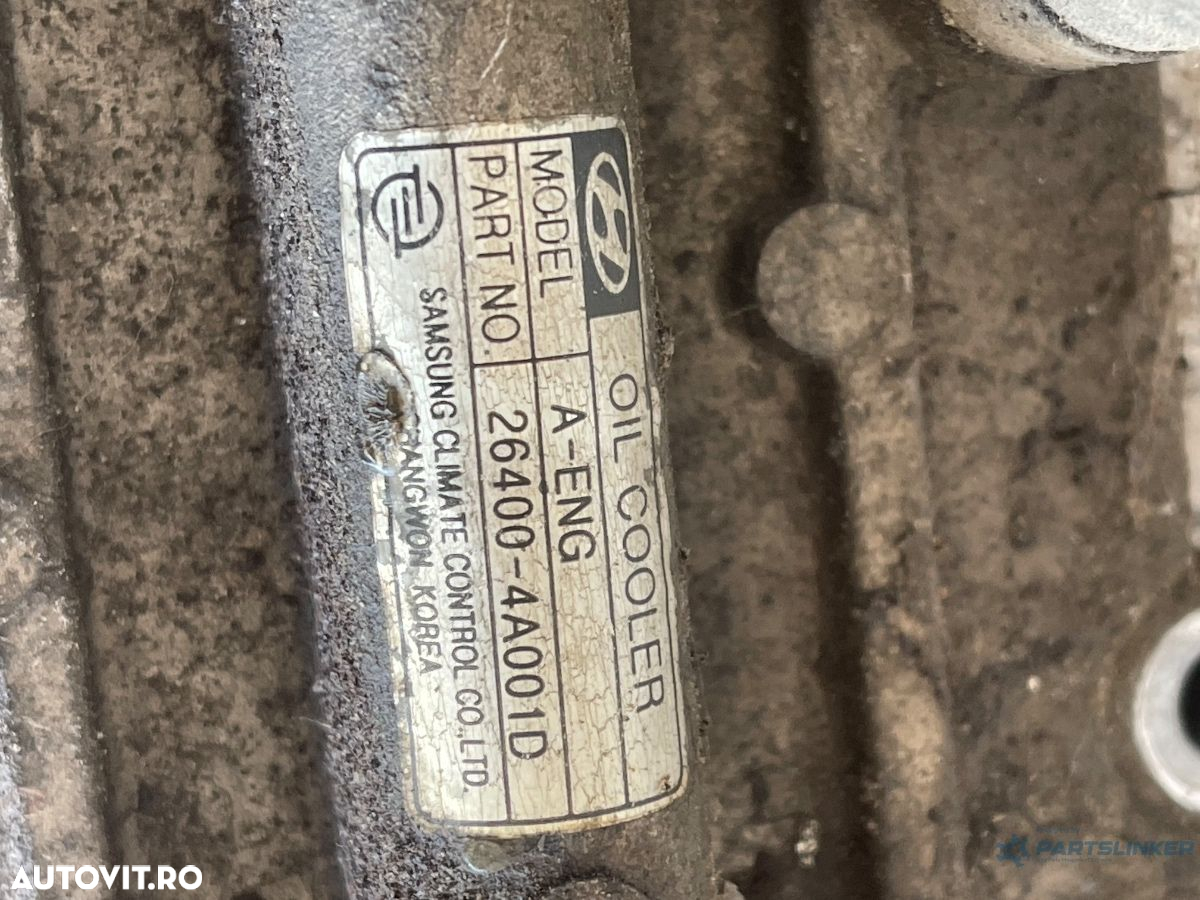 OIL COOLER
MODEL A-ENG
PART NO. 26400-4A001D
SAMSUNG CLIMATE CONTROL CO.,LTD.
KOREA
AUTOVIT.RO
PARTSLINKER